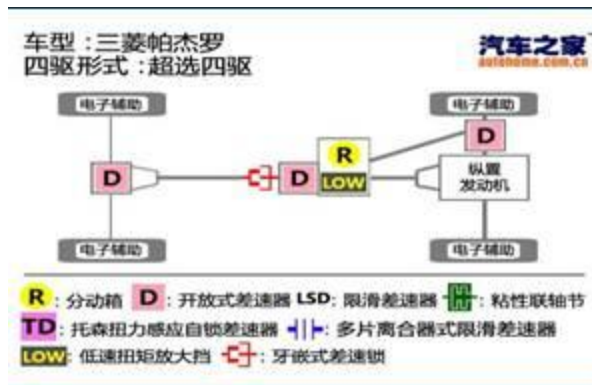 车型：三菱帕杰罗
四驱形式：超选四驱
汽车之家
autohome.com.cn
电子辅助
电子辅助
D
D
D
R
LOW
纵置
发动机
电子辅助
电子辅助
R：分动箱 D：开放式差速器 LSD：限滑差速器 ：粘性联轴节
TD：托森扭力感应自锁差速器 ：多片离合器式限滑差速器
LOW：低速扭矩放大挡 ：牙嵌式差速锁